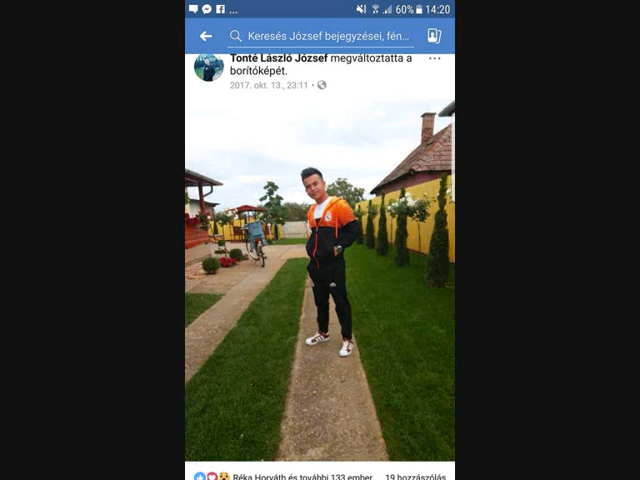 ... 60% 14:20
Keresés József bejegyzései, fén...
Tonté László József megváltoztatta a
borítóképét.
2017. okt. 13., 23:11 •
Réka Horváth és további 133 ember
19 hozzászólás